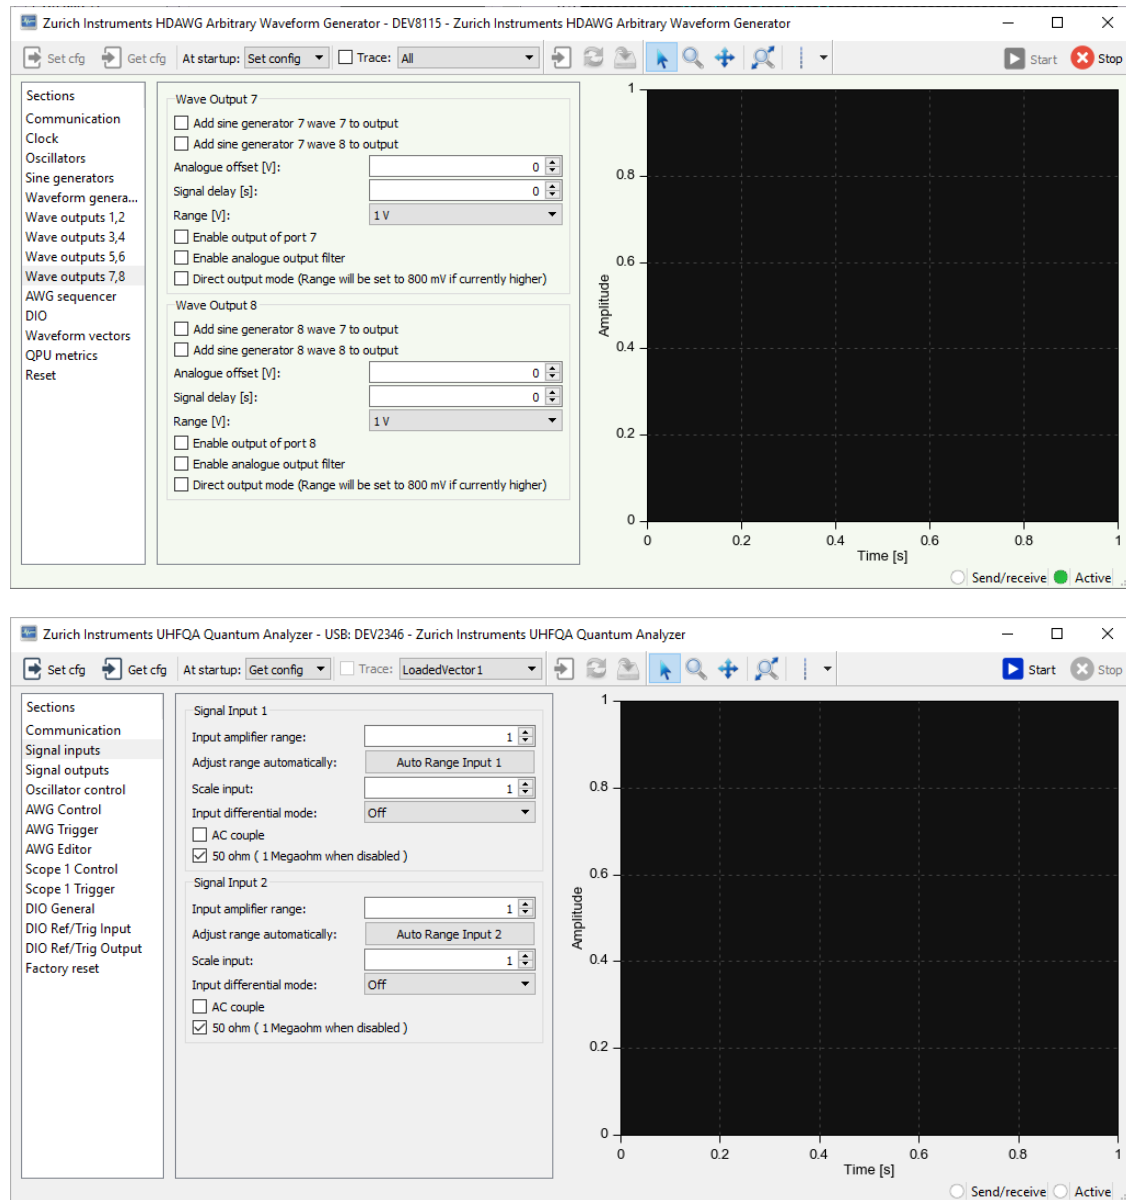 Zurich Instruments HDAWG Arbitrary Waveform Generator - DEV8115 - Zurich Instruments HDAWG Arbitrary Waveform Generator
Set cfg Get cfg At startup: Set config Trace: All Start Stop
Sections
Communication
Clock
Oscillators
Sine generators
Waveform genera...
Wave outputs 1,2
Wave outputs 3,4
Wave outputs 5,6
Wave outputs 7,8
AWG sequencer
DIO
Waveform vectors
QPU metrics
Reset
Wave Output 7
Add sine generator 7 wave 7 to output
Add sine generator 7 wave 8 to output
Analogue offset [V]: 0
Signal delay [s]: 0
Range [V]: 1 V
Enable output of port 7
Enable analogue output filter
Direct output mode (Range will be set to 800 mV if currently higher)
Wave Output 8
Add sine generator 8 wave 7 to output
Add sine generator 8 wave 8 to output
Analogue offset [V]: 0
Signal delay [s]: 0
Range [V]: 1 V
Enable output of port 8
Enable analogue output filter
Direct output mode (Range will be set to 800 mV if currently higher)
1
0.8
0.6
0.4
0.2
0
Amplitude
0 0.2 0.4 0.6 0.8 1
Time [s]
Send/receive Active
Zurich Instruments UHFQA Quantum Analyzer - USB: DEV2346 - Zurich Instruments UHFQA Quantum Analyzer
Set cfg Get cfg At startup: Get config Trace: LoadedVector1 Start Stop
Sections
Communication
Signal inputs
Signal outputs
Oscillator control
AWG Control
AWG Trigger
AWG Editor
Scope 1 Control
Scope 1 Trigger
DIO General
DIO Ref/Trig Input
DIO Ref/Trig Output
Factory reset
Signal Input 1
Input amplifier range: 1
Adjust range automatically: Auto Range Input 1
Scale input: 1
Input differential mode: Off
AC couple
50 ohm ( 1 Megaohm when disabled )
Signal Input 2
Input amplifier range: 1
Adjust range automatically: Auto Range Input 2
Scale input: 1
Input differential mode: Off
AC couple
50 ohm ( 1 Megaohm when disabled )
1
0.8
0.6
0.4
0.2
0
Amplitude
0 0.2 0.4 0.6 0.8 1
Time [s]
Send/receive Active